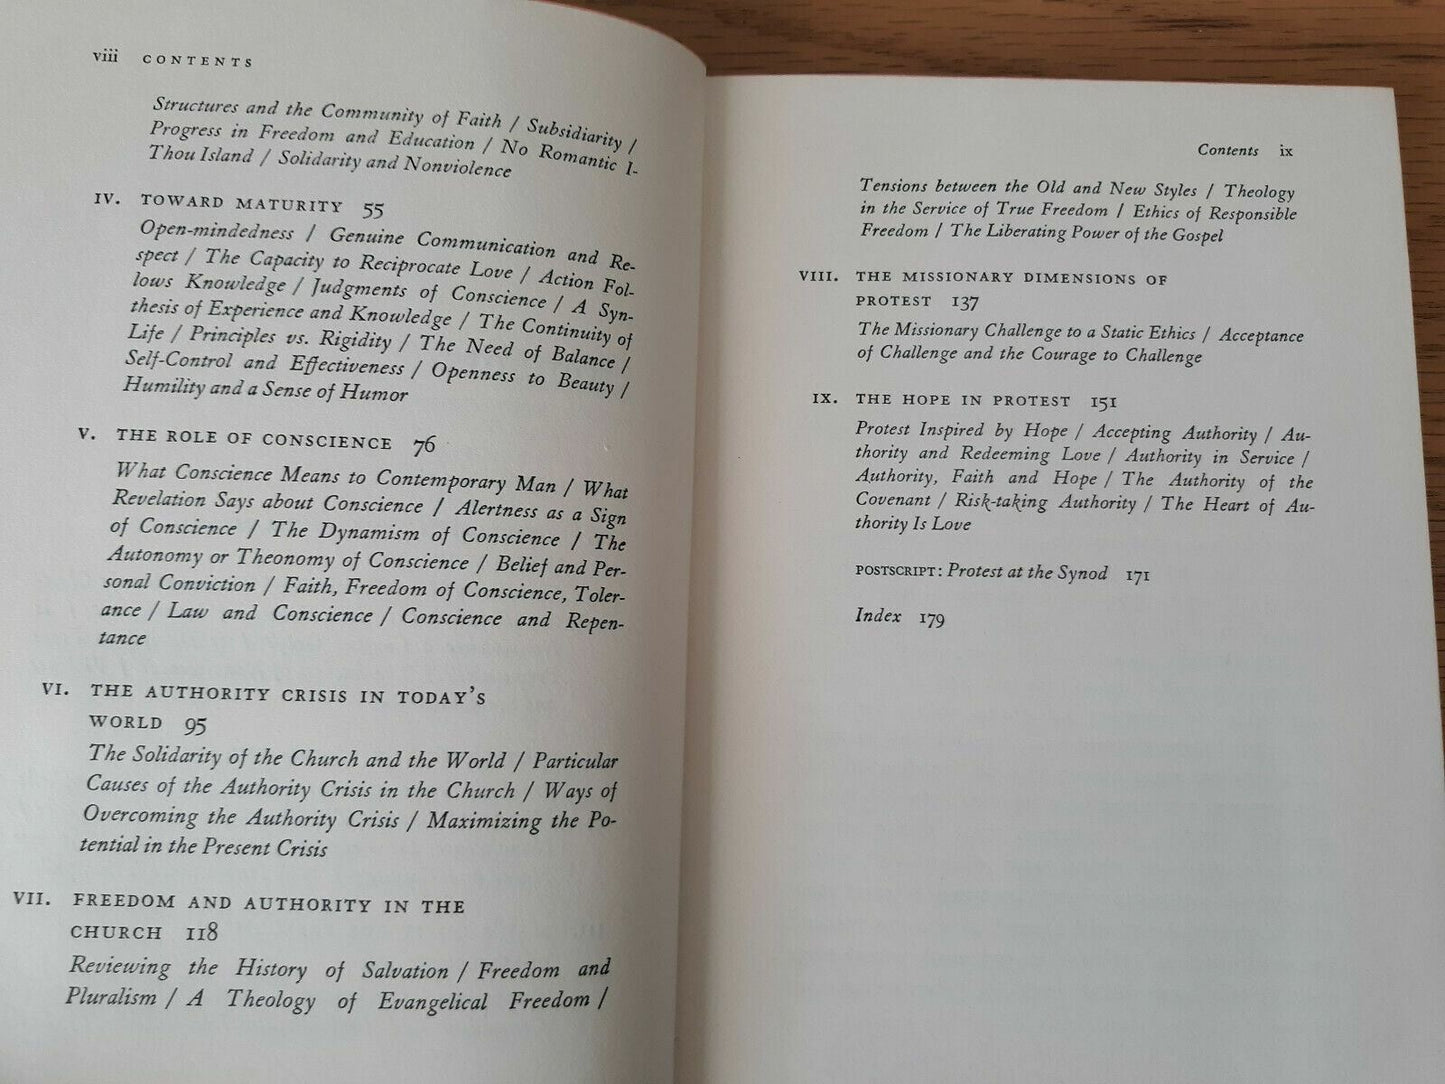 viii CONTENTS
Structures and the Community of Faith / Subsidiarity /
Progress in Freedom and Education / No Romantic I-
Thou Island / Solidarity and Nonviolence
IV. TOWARD MATURITY 55
Open-mindedness / Genuine Communication and Re-
spect / The Capacity to Reciprocate Love / Action Fol-
lows Knowledge / Judgments of Conscience / A Syn-
thesis of Experience and Knowledge / The Continuity of
Life / Principles vs. Rigidity / The Need of Balance /
Self-Control and Effectiveness / Openness to Beauty /
Humility and a Sense of Humor
V. THE ROLE OF CONSCIENCE 76
What Conscience Means to Contemporary Man / What
Revelation Says about Conscience / Alertness as a Sign
of Conscience / The Dynamism of Conscience / The
Autonomy or Theonomy of Conscience / Belief and Per-
sonal Conviction / Faith, Freedom of Conscience, Toler-
ance / Law and Conscience / Conscience and Repen-
tance
VI. THE AUTHORITY CRISIS IN TODAY'S
WORLD 95
The Solidarity of the Church and the World / Particular
Causes of the Authority Crisis in the Church / Ways of
Overcoming the Authority Crisis / Maximizing the Po-
tential in the Present Crisis
VII. FREEDOM AND AUTHORITY IN THE
CHURCH 118
Reviewing the History of Salvation / Freedom and
Pluralism / A Theology of Evangelical Freedom /
Contents ix
Tensions between the Old and New Styles / Theology
in the Service of True Freedom / Ethics of Responsible
Freedom / The Liberating Power of the Gospel
VIII. THE MISSIONARY DIMENSIONS OF
PROTEST 137
The Missionary Challenge to a Static Ethics / Acceptance
of Challenge and the Courage to Challenge
IX. THE HOPE IN PROTEST 151
Protest Inspired by Hope / Accepting Authority / Au-
thority and Redeeming Love / Authority in Service /
Authority, Faith and Hope / The Authority of the
Covenant / Risk-taking Authority / The Heart of Au-
thority Is Love
POSTSCRIPT: Protest at the Synod 171
Index 179